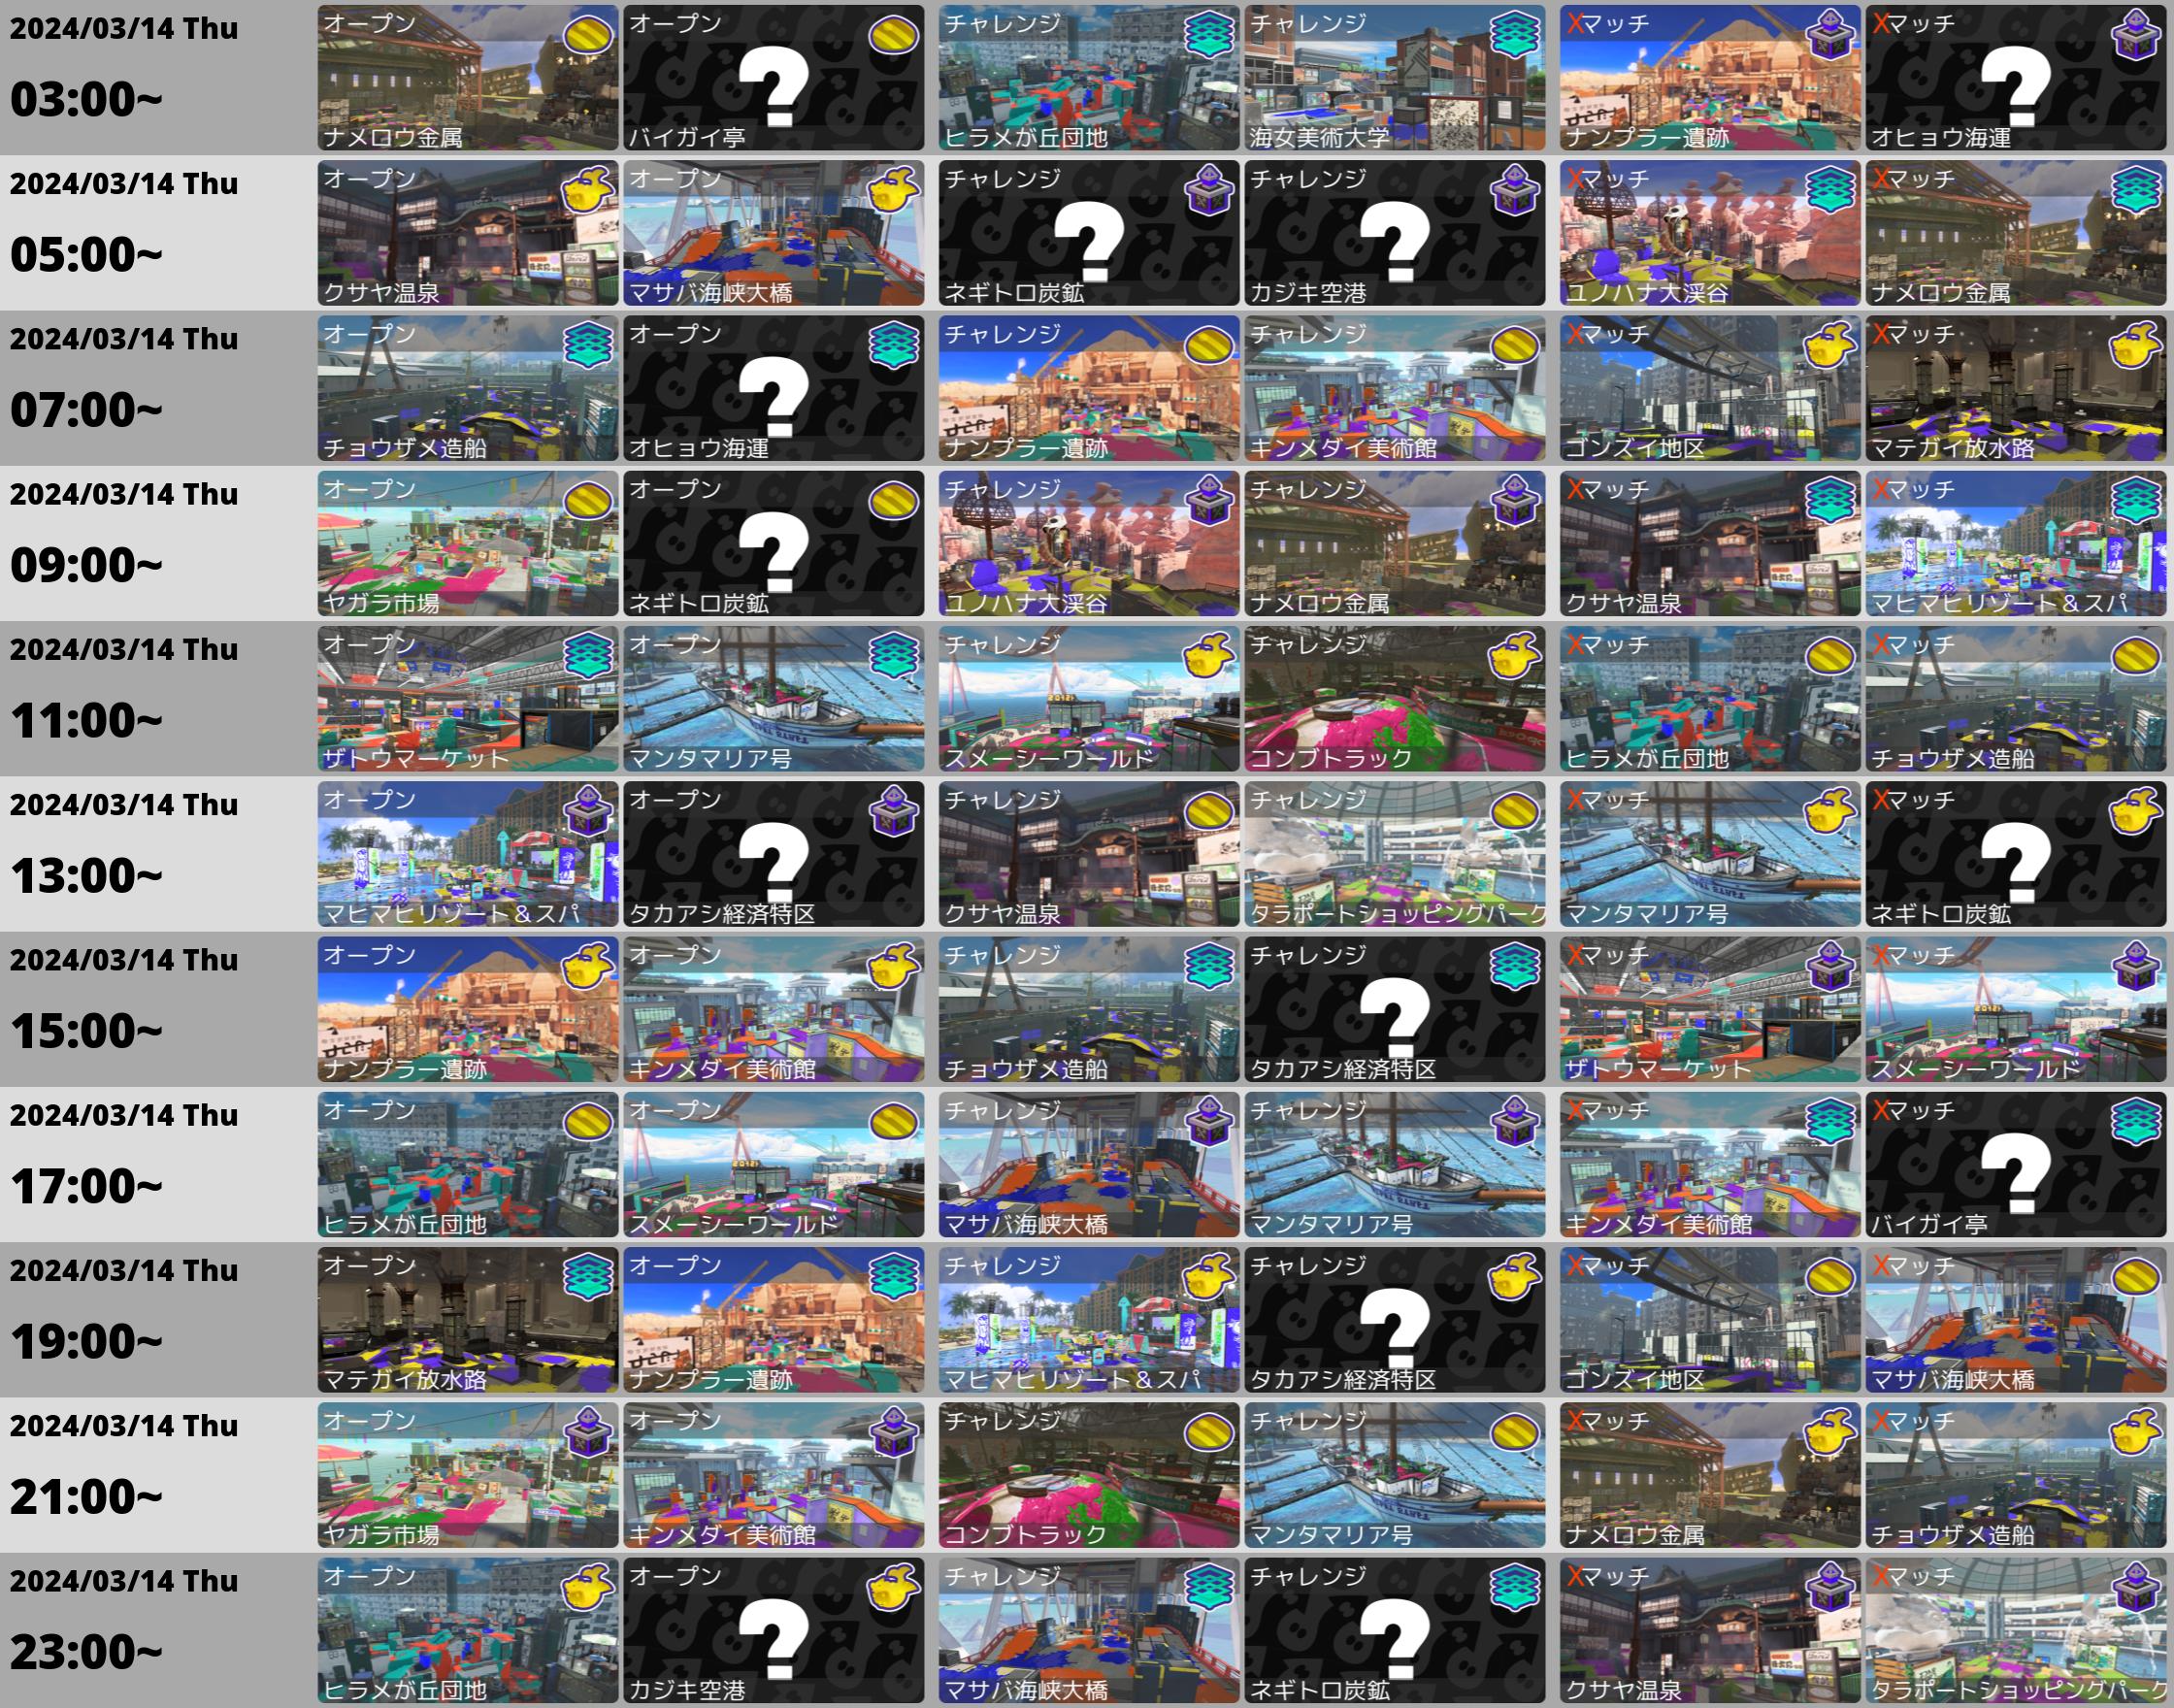 2024/03/14 Thu
03:00~
オープン
オープン
チャレンジ
チャレンジ
Xマッチ
Xマッチ
ナメロウ金属
バイガイ亭
ヒラメが丘団地
海女美術大学
ナンプラー遺跡
オヒョウ海運
2024/03/14 Thu
05:00~
オープン
オープン
チャレンジ
チャレンジ
Xマッチ
Xマッチ
クサヤ温泉
マサバ海峡大橋
ネギトロ炭鉱
カジキ空港
ユノハナ大渓谷
ナメロウ金属
2024/03/14 Thu
07:00~
オープン
オープン
チャレンジ
チャレンジ
Xマッチ
Xマッチ
チョウザメ造船
オヒョウ海運
ナンプラー遺跡
キンメダイ美術館
ゴンズイ地区
マテガイ放水路
2024/03/14 Thu
09:00~
オープン
オープン
チャレンジ
チャレンジ
Xマッチ
Xマッチ
ヤガラ市場
ネギトロ炭鉱
ユノハナ大渓谷
ナメロウ金属
クサヤ温泉
マヒマヒリゾート＆スパ
2024/03/14 Thu
11:00~
オープン
オープン
チャレンジ
チャレンジ
Xマッチ
Xマッチ
ザトウマーケット
マンタマリア号
スメーシーワールド
コンブトラック
ヒラメが丘団地
チョウザメ造船
2024/03/14 Thu
13:00~
オープン
オープン
チャレンジ
チャレンジ
Xマッチ
Xマッチ
マヒマヒリゾート＆スパ
タカアシ経済特区
クサヤ温泉
タラポートショッピングパーク
マンタマリア号
ネギトロ炭鉱
2024/03/14 Thu
15:00~
オープン
オープン
チャレンジ
チャレンジ
Xマッチ
Xマッチ
ナンプラー遺跡
キンメダイ美術館
チョウザメ造船
タカアシ経済特区
ザトウマーケット
スメーシーワールド
2024/03/14 Thu
17:00~
オープン
オープン
チャレンジ
チャレンジ
Xマッチ
Xマッチ
ヒラメが丘団地
スメーシーワールド
マサバ海峡大橋
マンタマリア号
キンメダイ美術館
バイガイ亭
2024/03/14 Thu
19:00~
オープン
オープン
チャレンジ
チャレンジ
Xマッチ
Xマッチ
マテガイ放水路
ナンプラー遺跡
マヒマヒリゾート＆スパ
タカアシ経済特区
ゴンズイ地区
マサバ海峡大橋
2024/03/14 Thu
21:00~
オープン
オープン
チャレンジ
チャレンジ
Xマッチ
Xマッチ
ヤガラ市場
キンメダイ美術館
コンブトラック
マンタマリア号
ナメロウ金属
チョウザメ造船
2024/03/14 Thu
23:00~
オープン
オープン
チャレンジ
チャレンジ
Xマッチ
Xマッチ
ヒラメが丘団地
カジキ空港
マサバ海峡大橋
ネギトロ炭鉱
クサヤ温泉
タラポートショッピングパーク